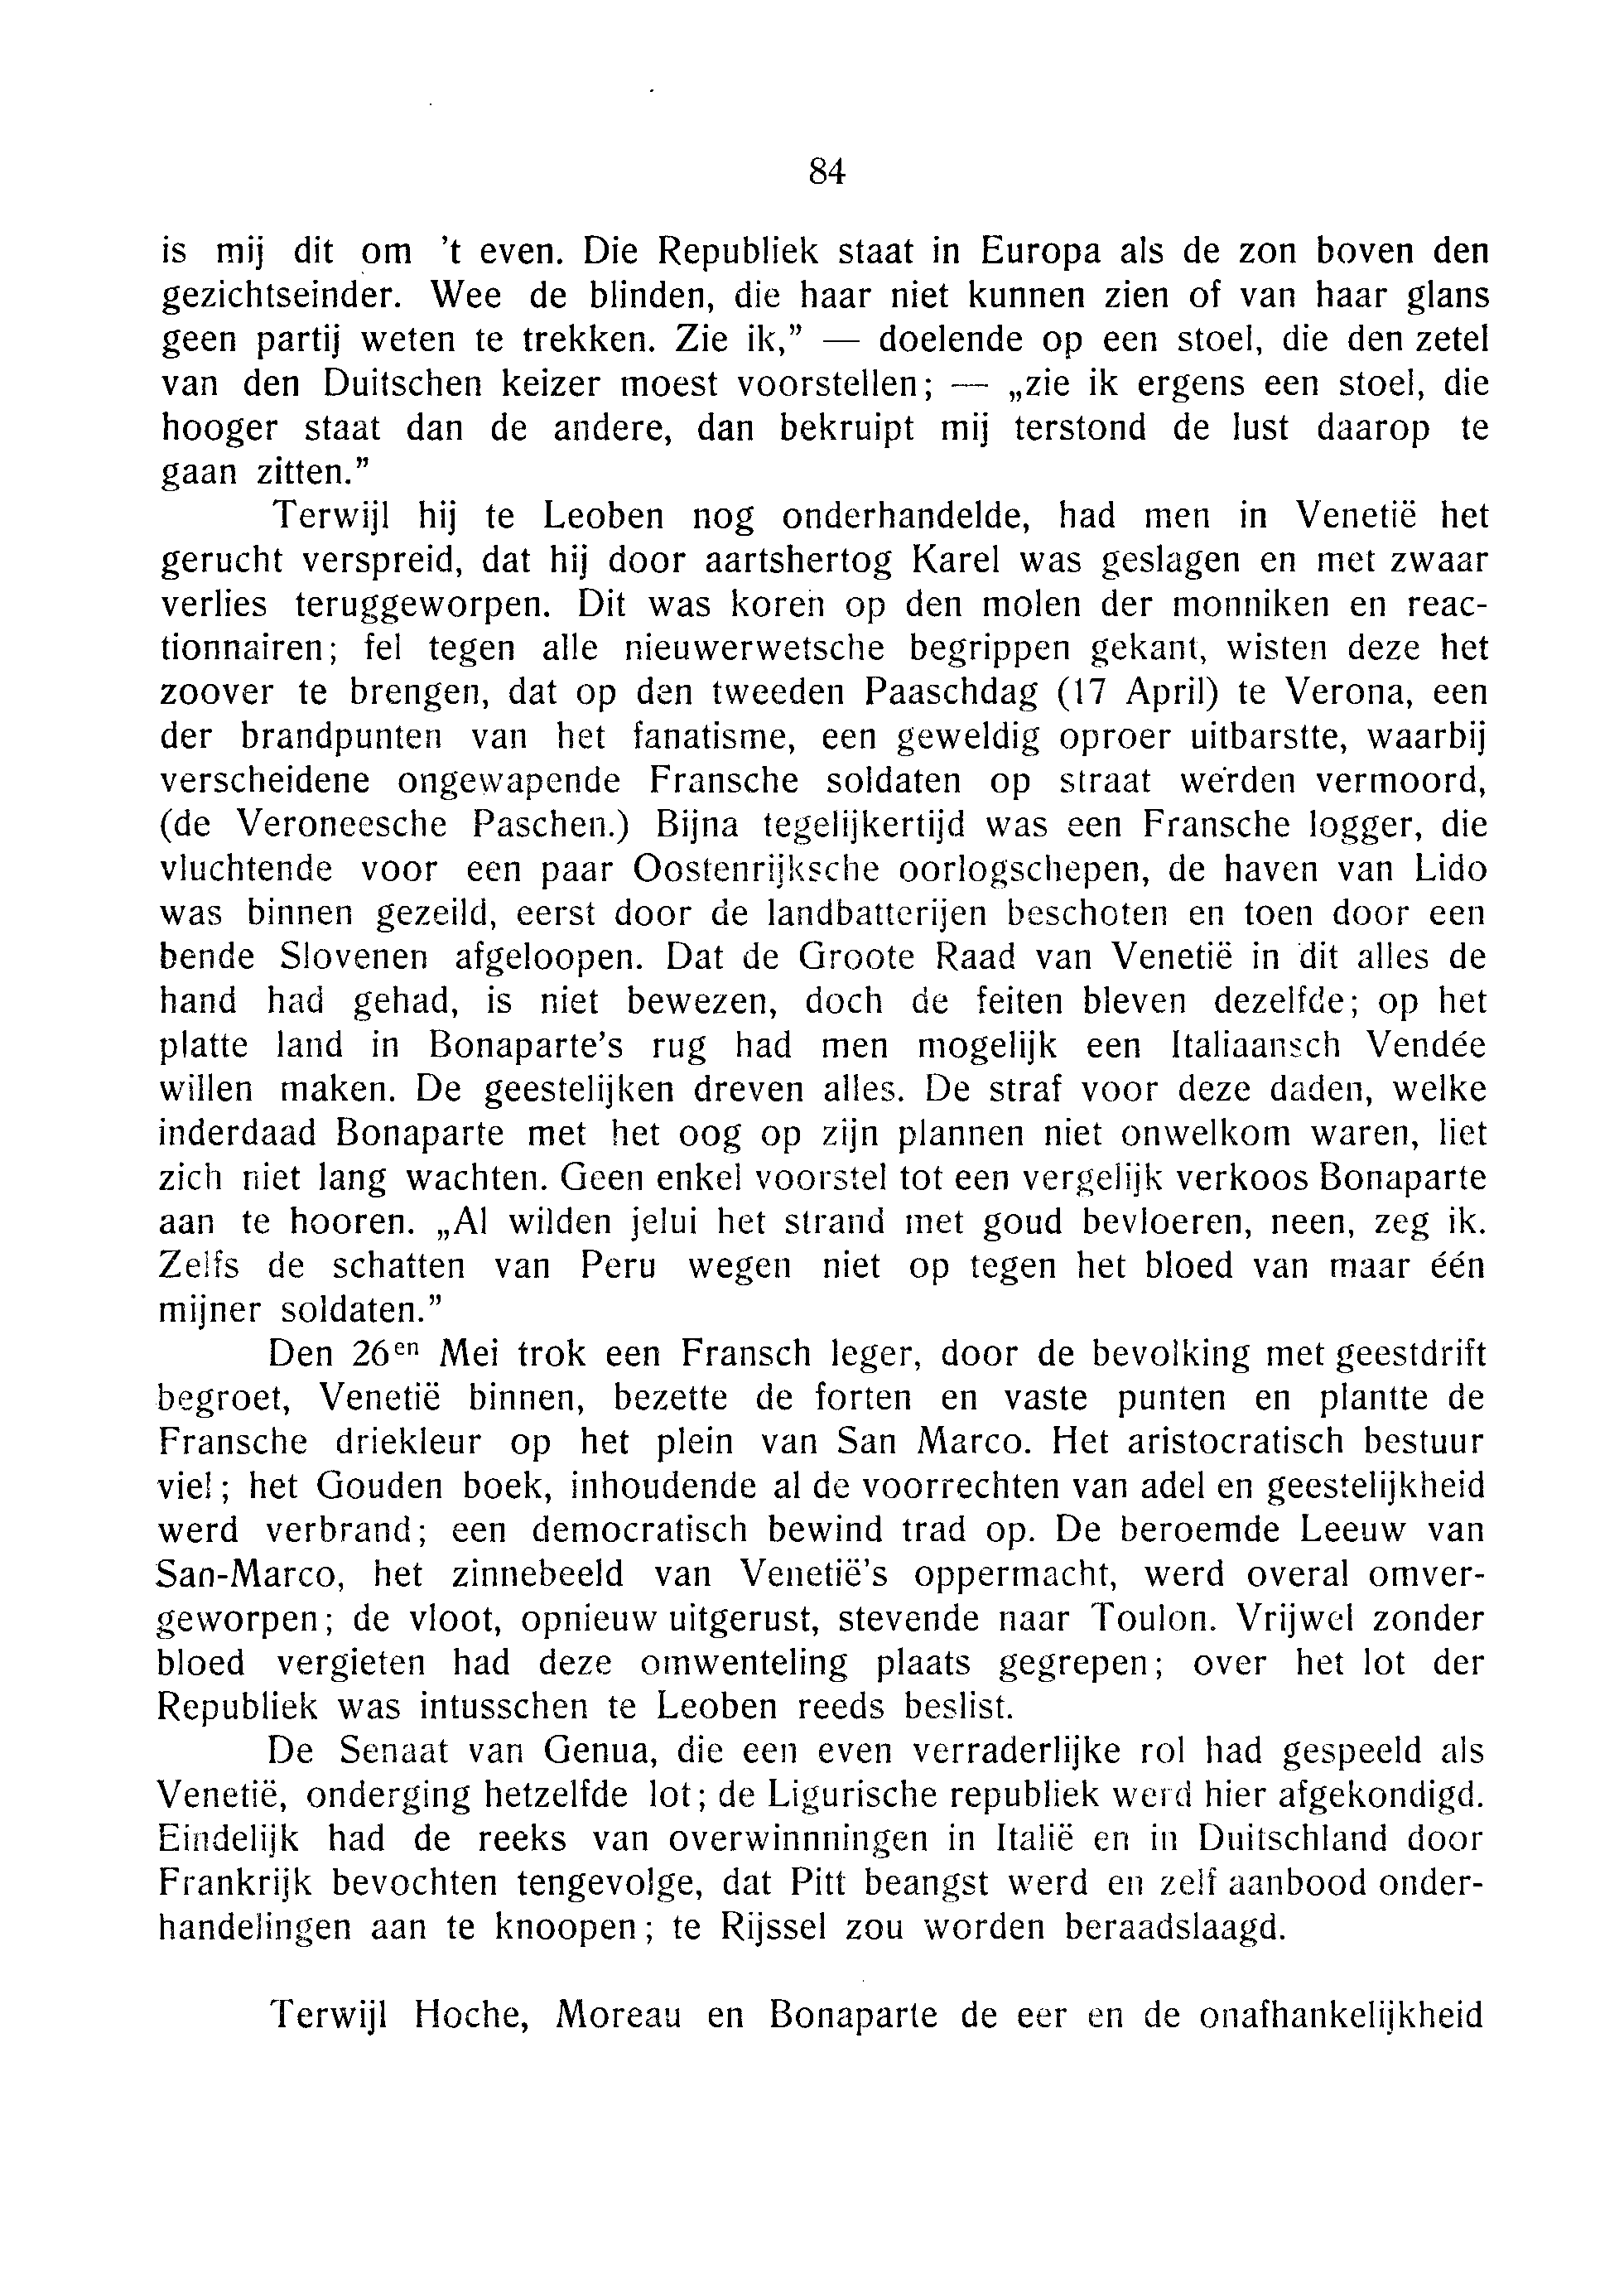 84
is mij dit om 't even. Die Republiek staat in Europa als de zon boven den
gezichtseinder. Wee de blinden, die haar niet kunnen zien of van haar glans
geen partij weten te trekken. Zie ik,” — doelende op een stoel, die den zetel
van den Duitschen keizer moest voorstellen; — „zie ik ergens een stoel, die
hooger staat dan de andere, dan bekruipt mij terstond de lust daarop te
gaan zitten.”
Terwijl hij te Leoben nog onderhandelde, had men in Venetië het
gerucht verspreid, dat hij door aartshertog Karel was geslagen en met zwaar
verlies teruggeworpen. Dit was koren op den molen der monniken en reac-
tionnairen; fel tegen alle nieuwerwetsche begrippen gekant, wisten deze het
zoover te brengen, dat op den tweeden Paaschdag (17 April) te Verona, een
der brandpunten van het fanatisme, een geweldig oproer uitbarstte, waarbij
verscheidene ongewapende Fransche soldaten op straat werden vermoord,
(de Veroneesche Paschen.) Bijna tegelijkertijd was een Fransche logger, die
vluchtende voor een paar Oostenrijksche oorlogschepen, de haven van Lido
was binnen gezeild, eerst door de landbatterijen beschoten en toen door een
bende Slovenen afgeloopen. Dat de Groote Raad van Venetië in dit alles de
hand had gehad, is niet bewezen, doch de feiten bleven dezelfde; op het
platte land in Bonaparte's rug had men mogelijk een Italiaansch Vendée
willen maken. De geestelijken dreven alles. De straf voor deze daden, welke
inderdaad Bonaparte met het oog op zijn plannen niet onwelkom waren, liet
zich niet lang wachten. Geen enkel voorstel tot een vergelijk verkoos Bonaparte
aan te hooren. „Al wilden jelui het strand met goud bevloeren, neen, zeg ik.
Zelfs de schatten van Peru wegen niet op tegen het bloed van maar één
mijner soldaten.”
Den 26en Mei trok een Fransch leger, door de bevolking met geestdrift
begroet, Venetië binnen, bezette de forten en vaste punten en plantte de
Fransche driekleur op het plein van San Marco. Het aristocratisch bestuur
viel; het Gouden boek, inhoudende al de voorrechten van adel en geestelijkheid
werd verbrand; een democratisch bewind trad op. De beroemde Leeuw van
San-Marco, het zinnebeeld van Venetië's oppermacht, werd overal omver-
geworpen; de vloot, opnieuw uitgerust, stevende naar Toulon. Vrijwel zonder
bloed vergieten had deze omwenteling plaats gegrepen; over het lot der
Republiek was intusschen te Leoben reeds beslist.
De Senaat van Genua, die een even verraderlijke rol had gespeeld als
Venetië, onderging hetzelfde lot; de Ligurische republiek werd hier afgekondigd.
Eindelijk had de reeks van overwinnningen in Italië en in Duitschland door
Frankrijk bevochten tengevolge, dat Pitt beangst werd en zelf aanbood onder-
handelingen aan te knoopen; te Rijssel zou worden beraadslaagd.
Terwijl Hoche, Moreau en Bonaparte de eer en de onafhankelijkheid